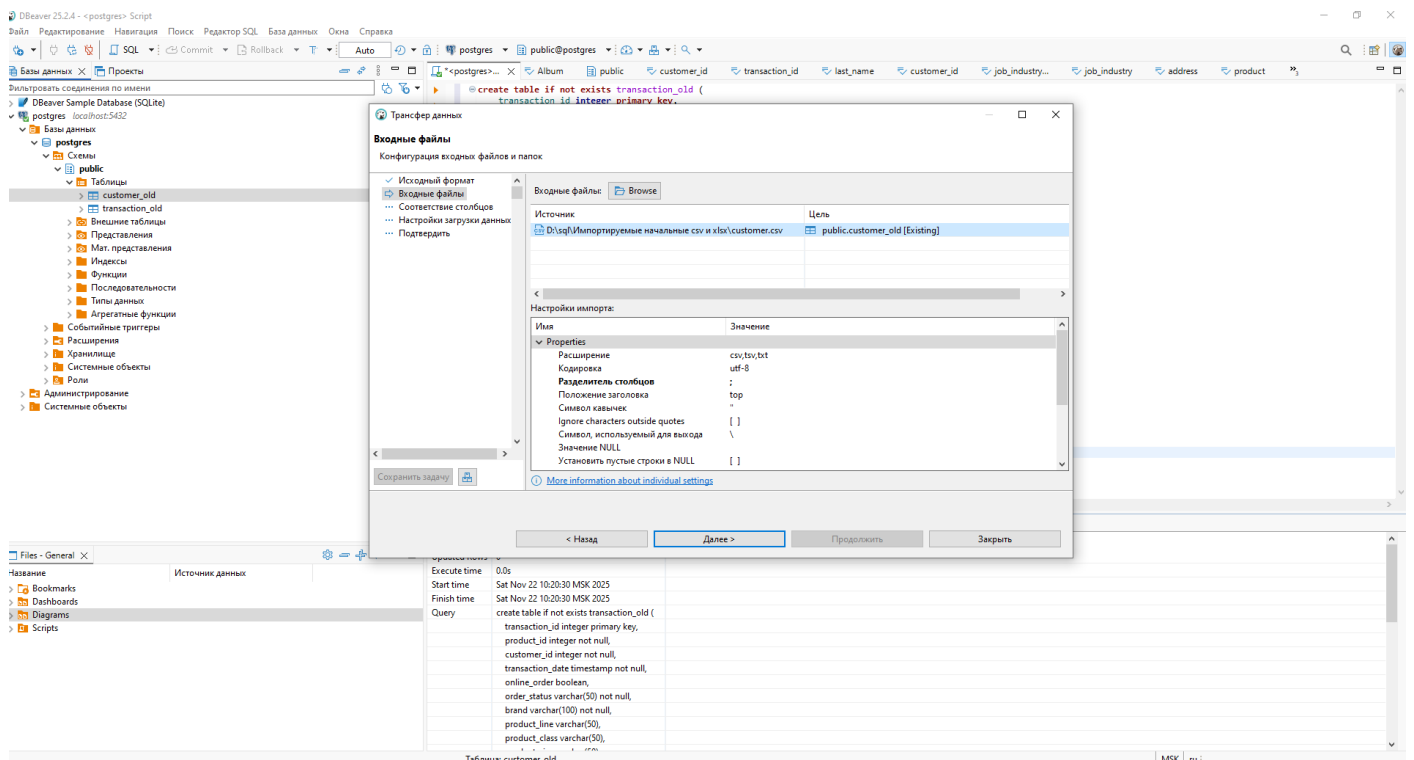 DBeaver 25.2.4 - <postgres> Script
Файл Редактирование Навигация Поиск Редактор SQL База данных Окна Справка
SQL Commit Rollback T Auto postgres public@postgres
Базы данных Проекты
*<postgres>... Album public customer_id transaction_id last_name customer_id job_industry... job_industry address product »3
Фильтровать соединения по имени
create table if not exists transaction_old (
transaction_id integer primary key,
DBeaver Sample Database (SQLite)
postgres localhost:5432
Базы данных
postgres
Схемы
public
Таблицы
customer_old
transaction_old
Внешние таблицы
Представления
Мат. представления
Индексы
Функции
Последовательности
Типы данных
Агрегатные функции
Событийные триггеры
Расширения
Хранилище
Системные объекты
Роли
Администрирование
Системные объекты
Трансфер данных
Входные файлы
Конфигурация входных файлов и папок
Исходный формат
Входные файлы
Соответствие столбцов
Настройки загрузки данных
Подтвердить
Входные файлы: Browse
Источник Цель
D:\sql\Импортируемые начальные csv и xlsx\customer.csv public.customer_old [Existing]
Настройки импорта:
Имя Значение
Properties
Расширение csv,tsv,txt
Кодировка utf-8
Разделитель столбцов ;
Положение заголовка top
Символ кавычек "
Ignore characters outside quotes [ ]
Символ, используемый для выхода \
Значение NULL
Установить пустые строки в NULL [ ]
Сохранить задачу
More information about individual settings
< Назад Далее > Продолжить Закрыть
Files - General
Название Источник данных
Bookmarks
Dashboards
Diagrams
Scripts
Updated Rows 0
Execute time 0.0s
Start time Sat Nov 22 10:20:30 MSK 2025
Finish time Sat Nov 22 10:20:30 MSK 2025
Query create table if not exists transaction_old (
transaction_id integer primary key,
product_id integer not null,
customer_id integer not null,
transaction_date timestamp not null,
online_order boolean,
order_status varchar(50) not null,
brand varchar(100) not null,
product_line varchar(50),
product_class varchar(50),
Таблица: customer_old MSK ru